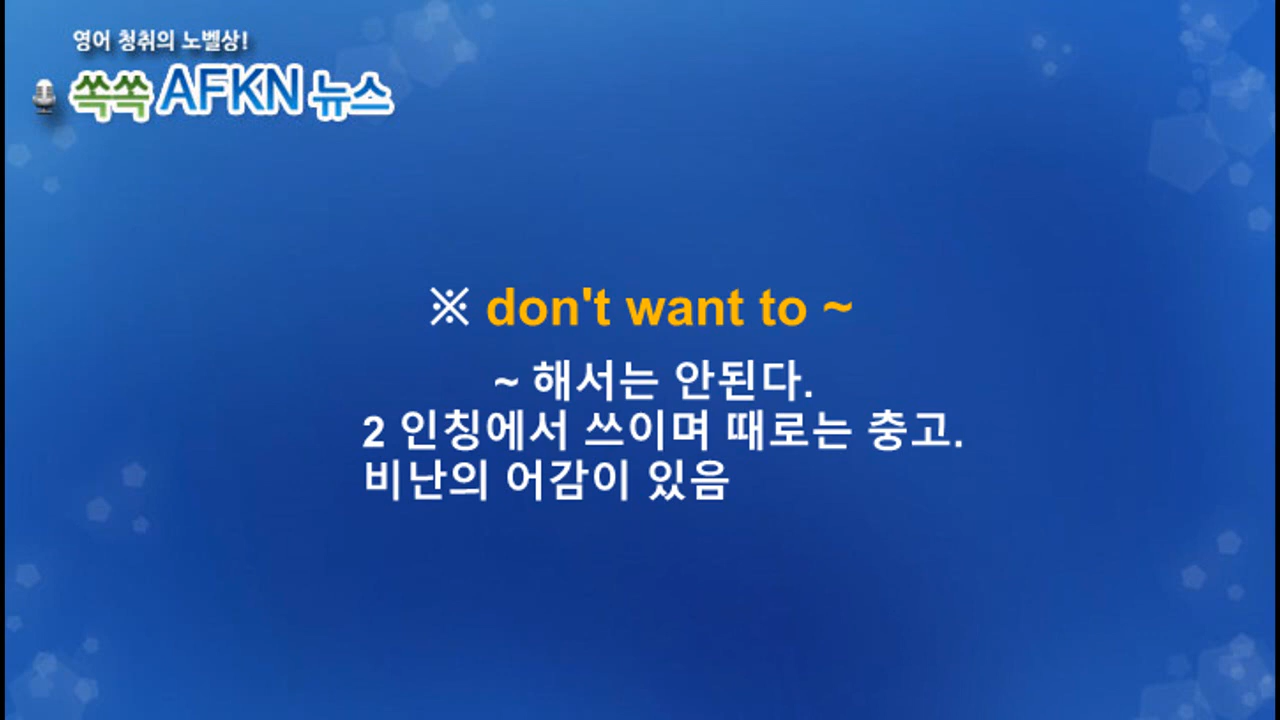 영어 청취의 노벨상!
쏙쏙 AFKN 뉴스
※ don't want to ~
~ 해서는 안된다.
2 인칭에서 쓰이며 때로는 충고.
비난의 어감이 있음